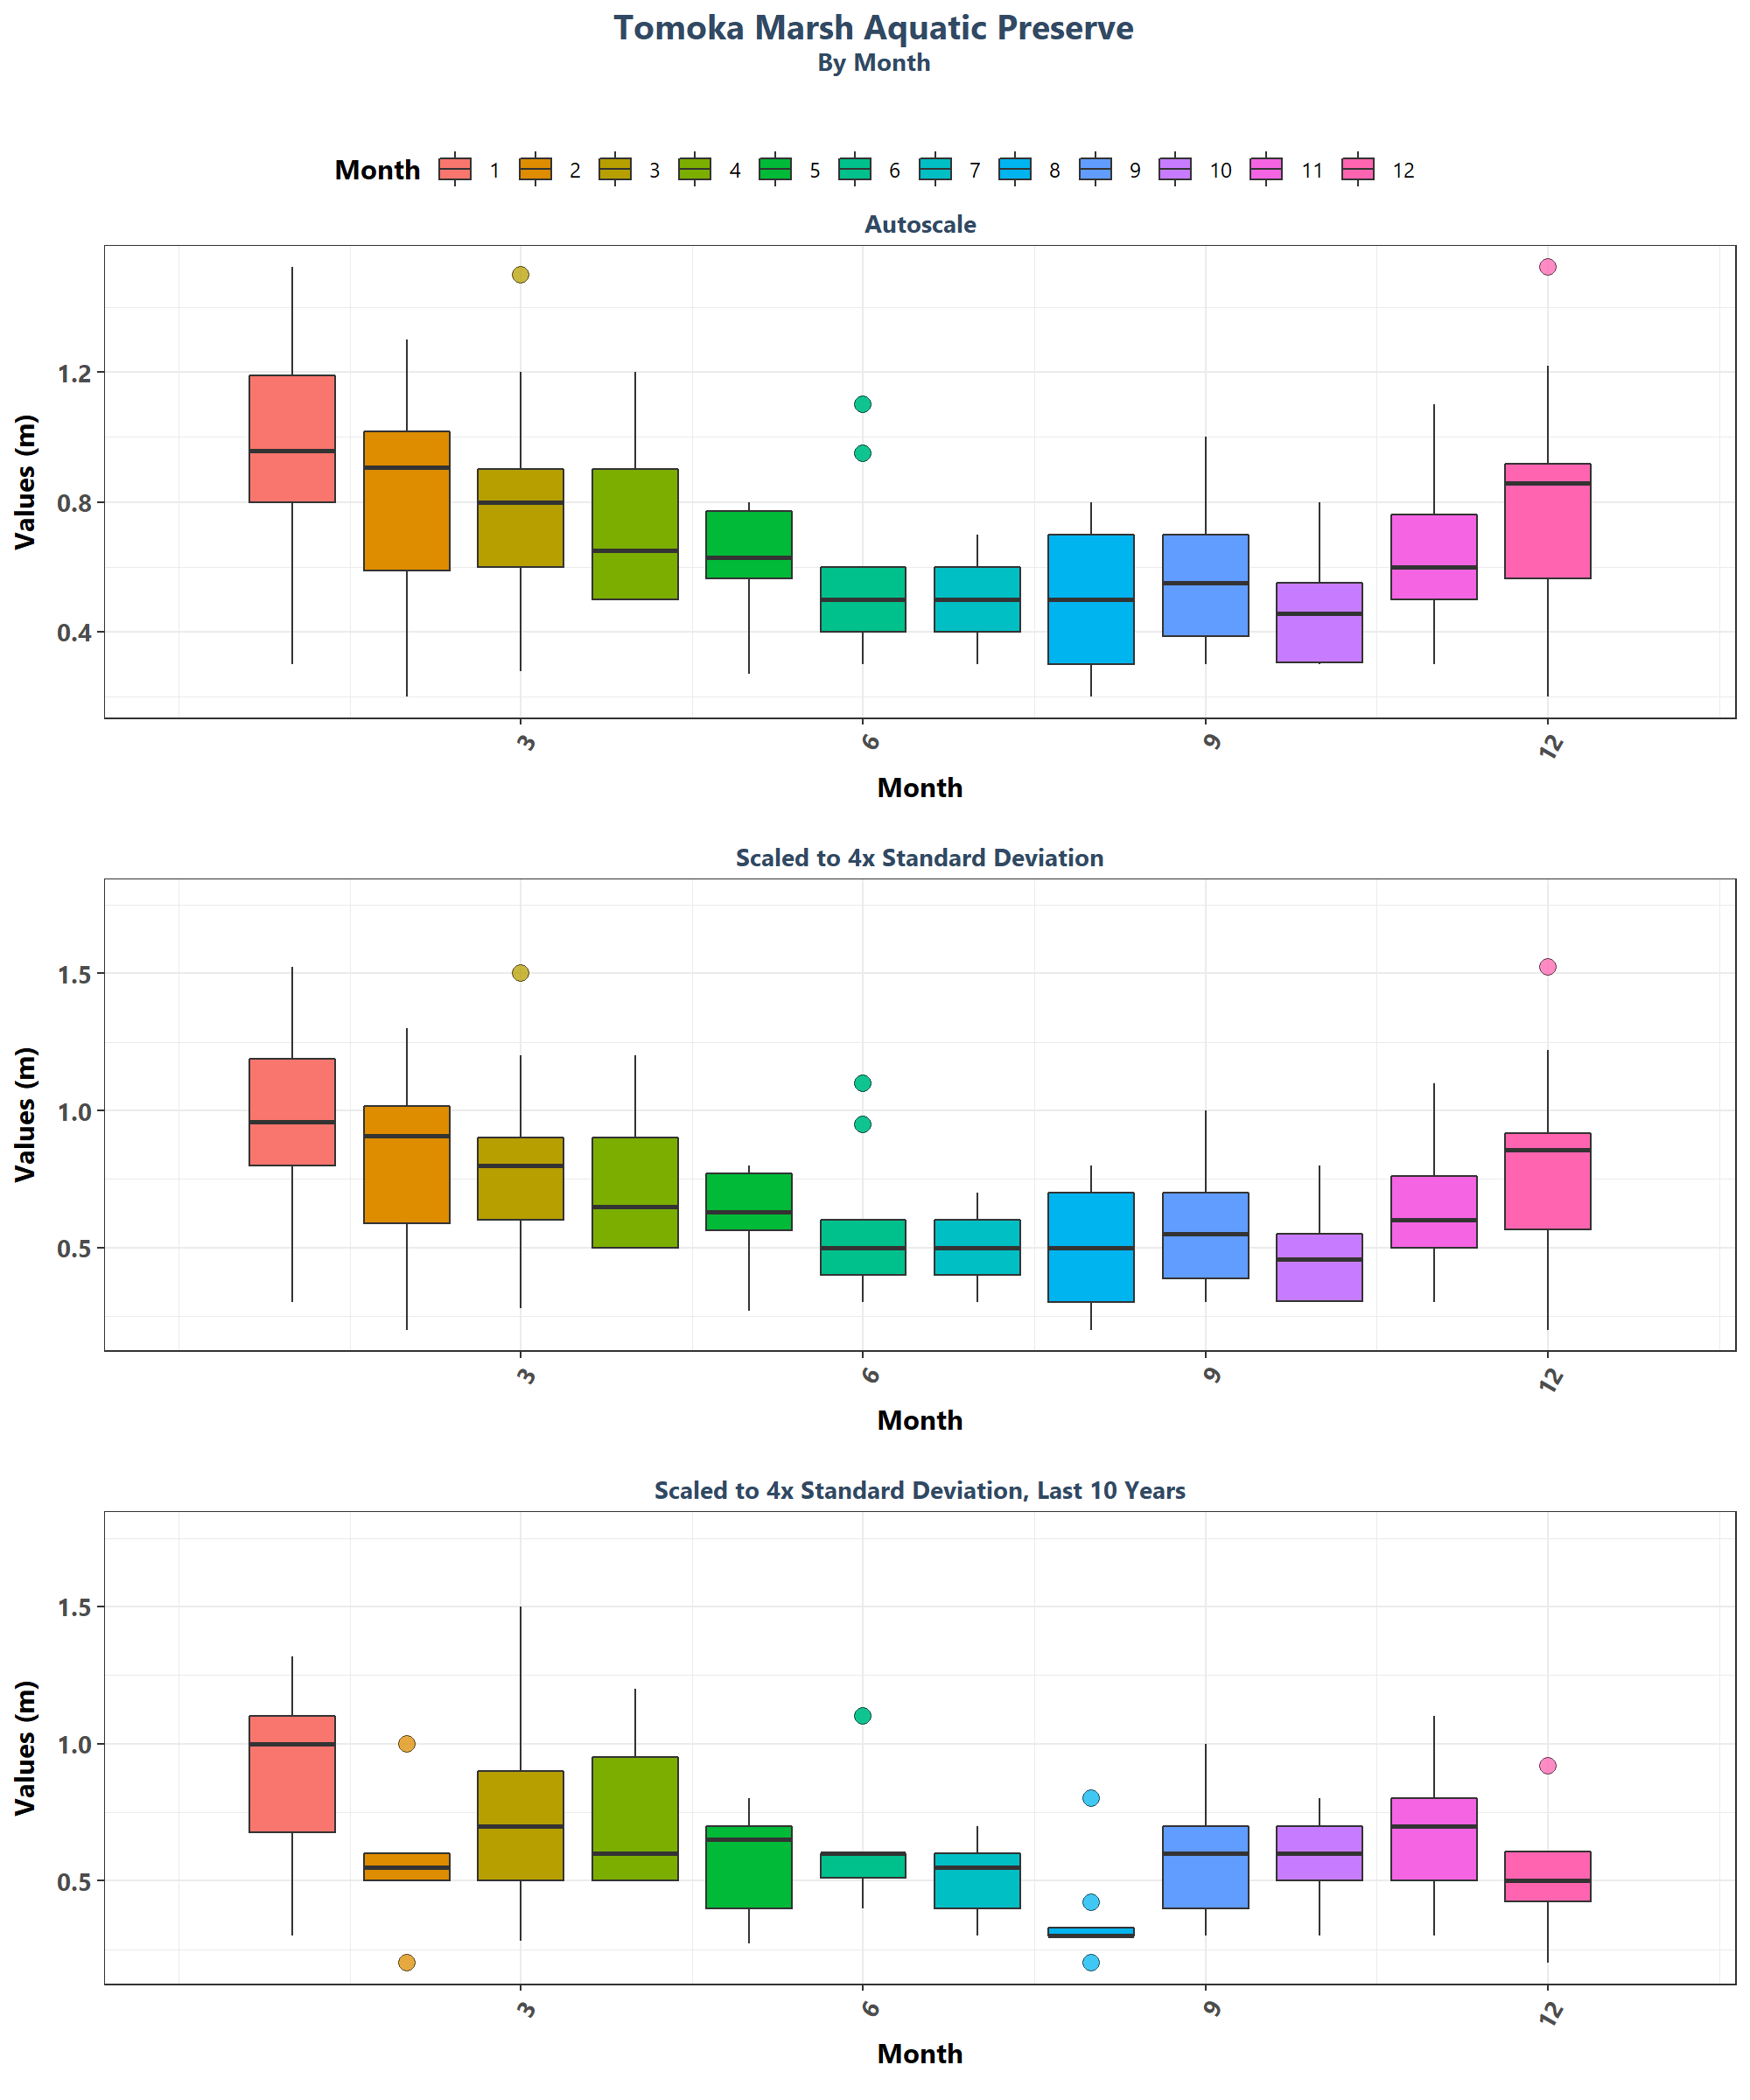 Tomoka Marsh Aquatic Preserve
By Month
Month 1 2 3 4 5 6 7 8 9 10 11 12
Autoscale
Values (m)
1.2
0.8
0.4
3 6 9 12
Month
Scaled to 4x Standard Deviation
Values (m)
1.5
1.0
0.5
3 6 9 12
Month
Scaled to 4x Standard Deviation, Last 10 Years
Values (m)
1.5
1.0
0.5
3 6 9 12
Month